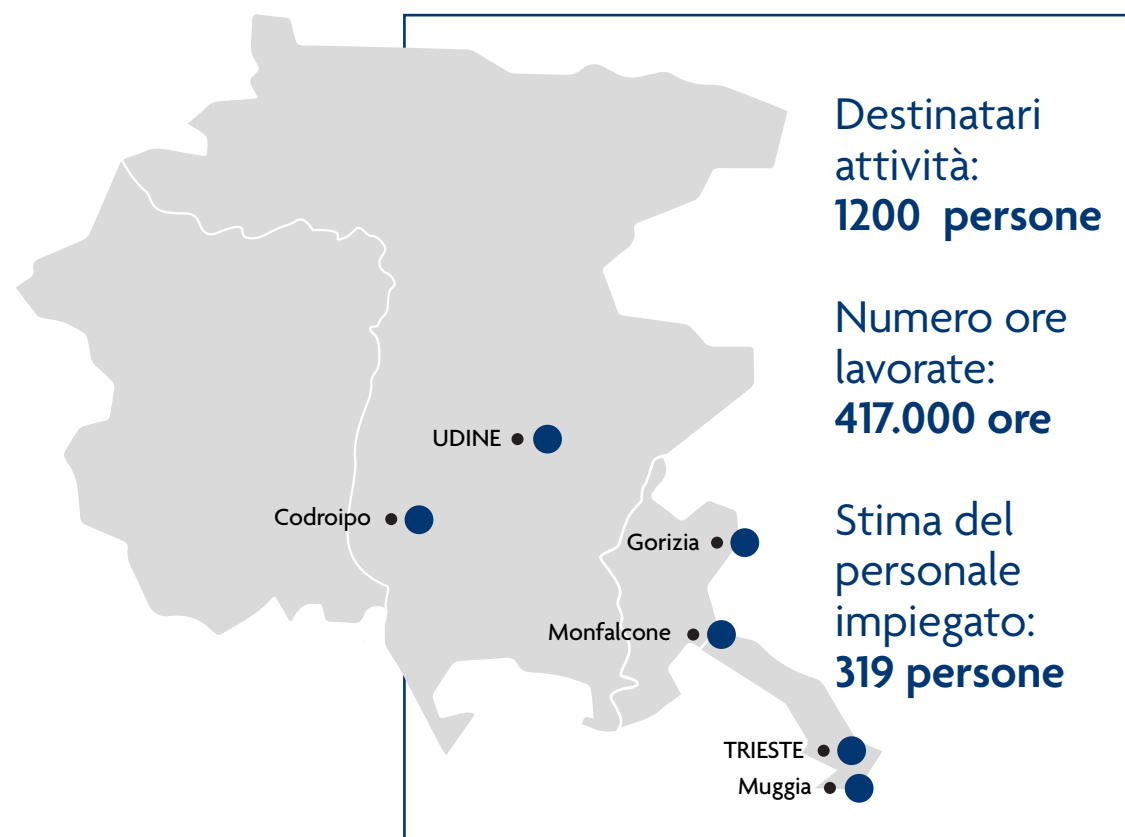 Destinatari
attività:
1200 persone
Numero ore
lavorate:
417.000 ore
Stima del
personale
impiegato:
319 persone
UDINE
Codroipo
Gorizia
Monfalcone
TRIESTE
Muggia